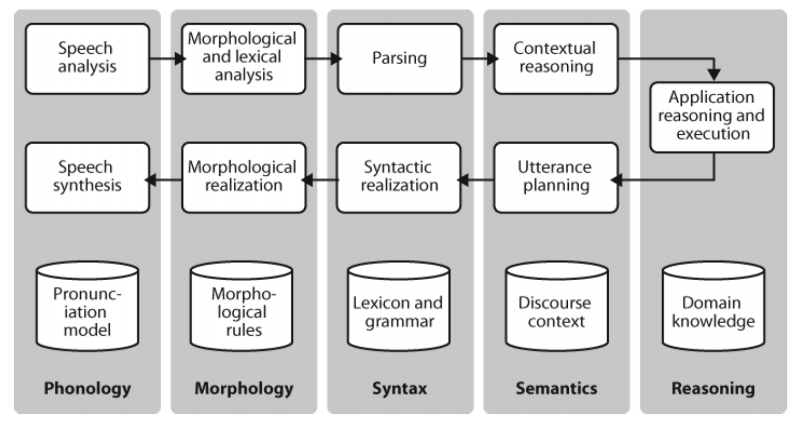 Speech
analysis
Morphological
and lexical
analysis
Parsing
Contextual
reasoning
Application
reasoning and
execution
Speech
synthesis
Morphological
realization
Syntactic
realization
Utterance
planning
Pronunc-
iation
model
Morpho-
logical
rules
Lexicon and
grammar
Discourse
context
Domain
knowledge
Phonology
Morphology
Syntax
Semantics
Reasoning